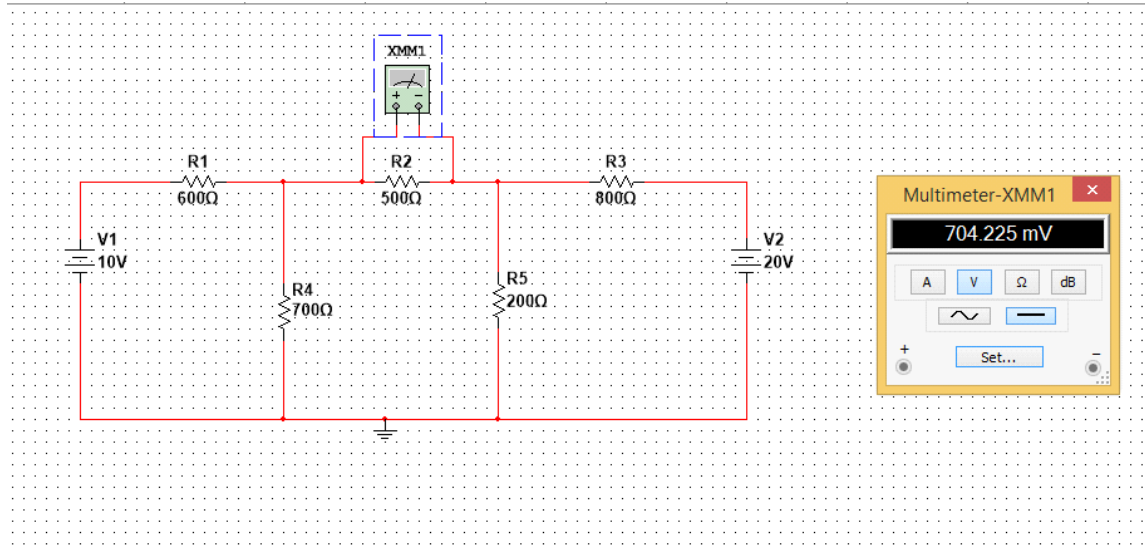 XMM1
+ -
R1
600Ω
R2
500Ω
R3
800Ω
V1
10V
R4
700Ω
R5
200Ω
V2
20V
Multimeter-XMM1 ×
704.225 mV
A V Ω dB
+ Set... -